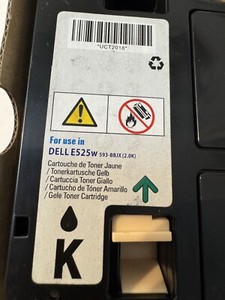 "UCT2018"
For use in
DELL E525W 593-BBJX (2.0K)
Cartouche de Toner Jaune
/ Tonerkartusche Gelb
/ Cartuccia Toner Giallo
/ Cartucho de Toner Amarillo
/ Gele Toner Cartridge
K